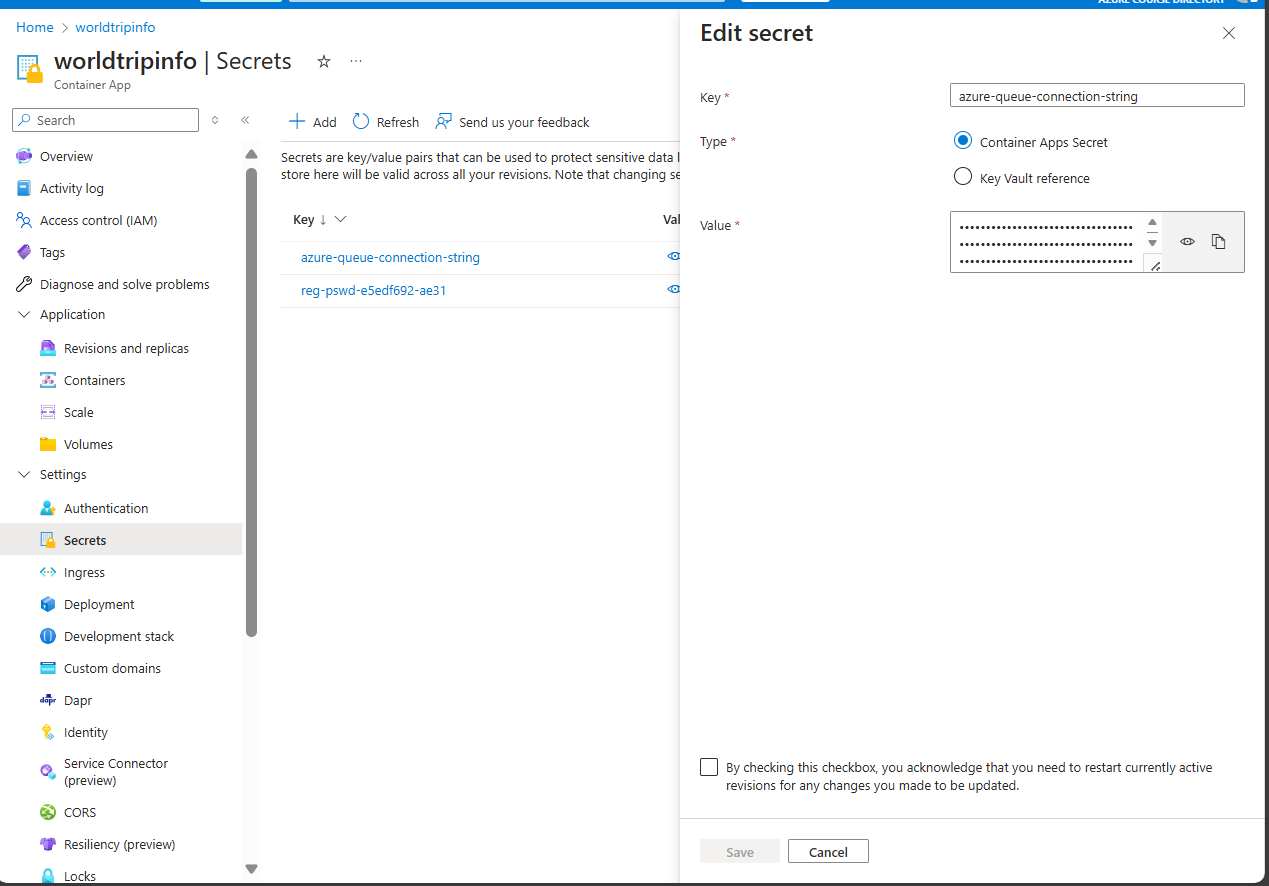 AZURE COURSE DIRECTORY
Home > worldtripinfo
worldtripinfo | Secrets
Container App
Search
Overview
Activity log
Access control (IAM)
Tags
Diagnose and solve problems
Application
Revisions and replicas
Containers
Scale
Volumes
Settings
Authentication
Secrets
Ingress
Deployment
Development stack
Custom domains
Dapr
Identity
Service Connector
(preview)
CORS
Resiliency (preview)
Locks
Add Refresh Send us your feedback
Secrets are key/value pairs that can be used to protect sensitive data
store here will be valid across all your revisions. Note that changing se
Key ↓ Val
azure-queue-connection-string
reg-pswd-e5edf692-ae31
Edit secret
Key *
azure-queue-connection-string
Type *
Container Apps Secret
Key Vault reference
Value *
By checking this checkbox, you acknowledge that you need to restart currently active
revisions for any changes you made to be updated.
Save Cancel